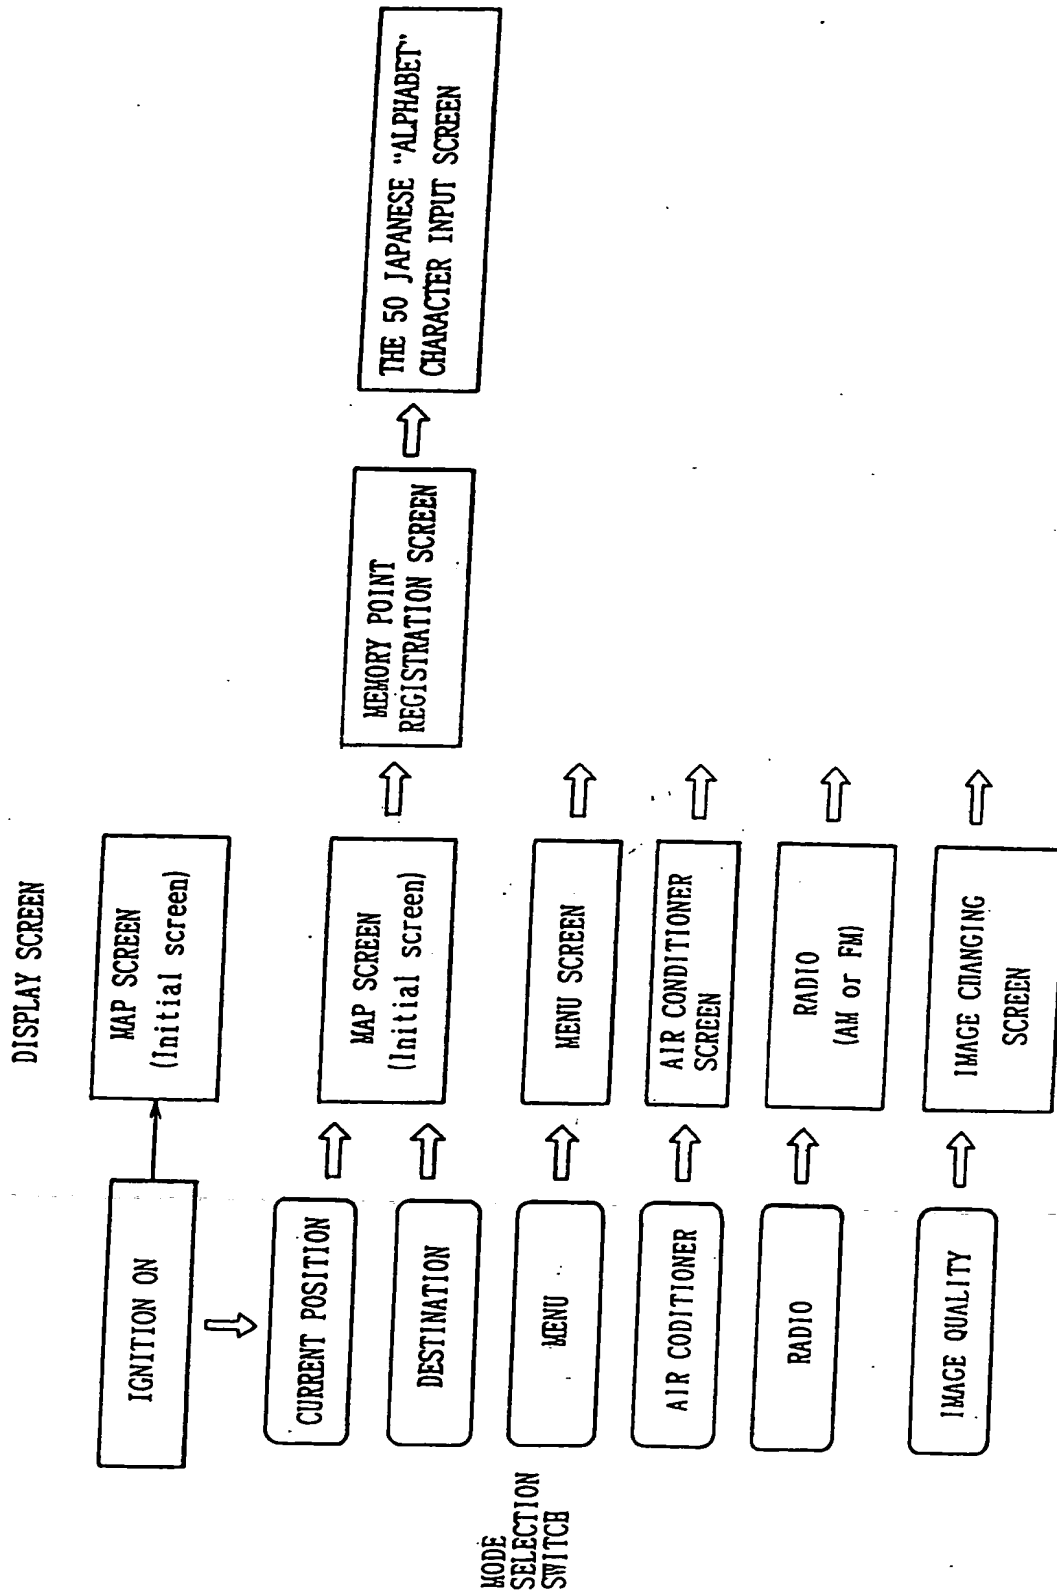 DISPLAY SCREEN
IGNITION ON
MAP SCREEN
(Initial screen)
MODE
SELECTION
SWITCH
CURRENT POSITION
DESTINATION
MAP SCREEN
(Initial screen)
MEMORY POINT
REGISTRATION SCREEN
THE 50 JAPANESE "ALPHABET"
CHARACTER INPUT SCREEN
MENU
MENU SCREEN
AIR CODITIONER
AIR CONDITIONER
SCREEN
RADIO
RADIO
(AM or FM)
IMAGE QUALITY
IMAGE CHANGING
SCREEN